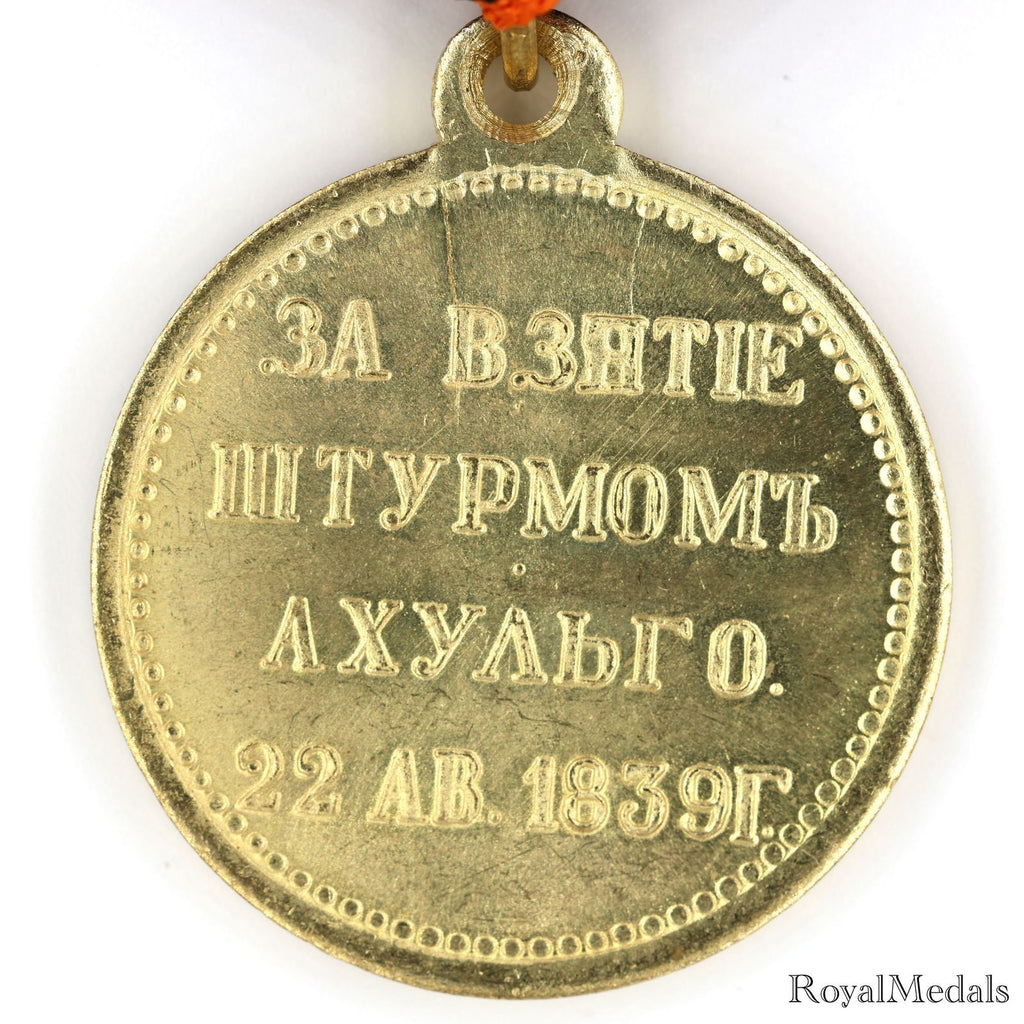 ЗА ВЗЯТІЕ
ШТУРМОМЪ
АХУЛЬГО.
22 АВ. 1839Г.
RoyalMedals